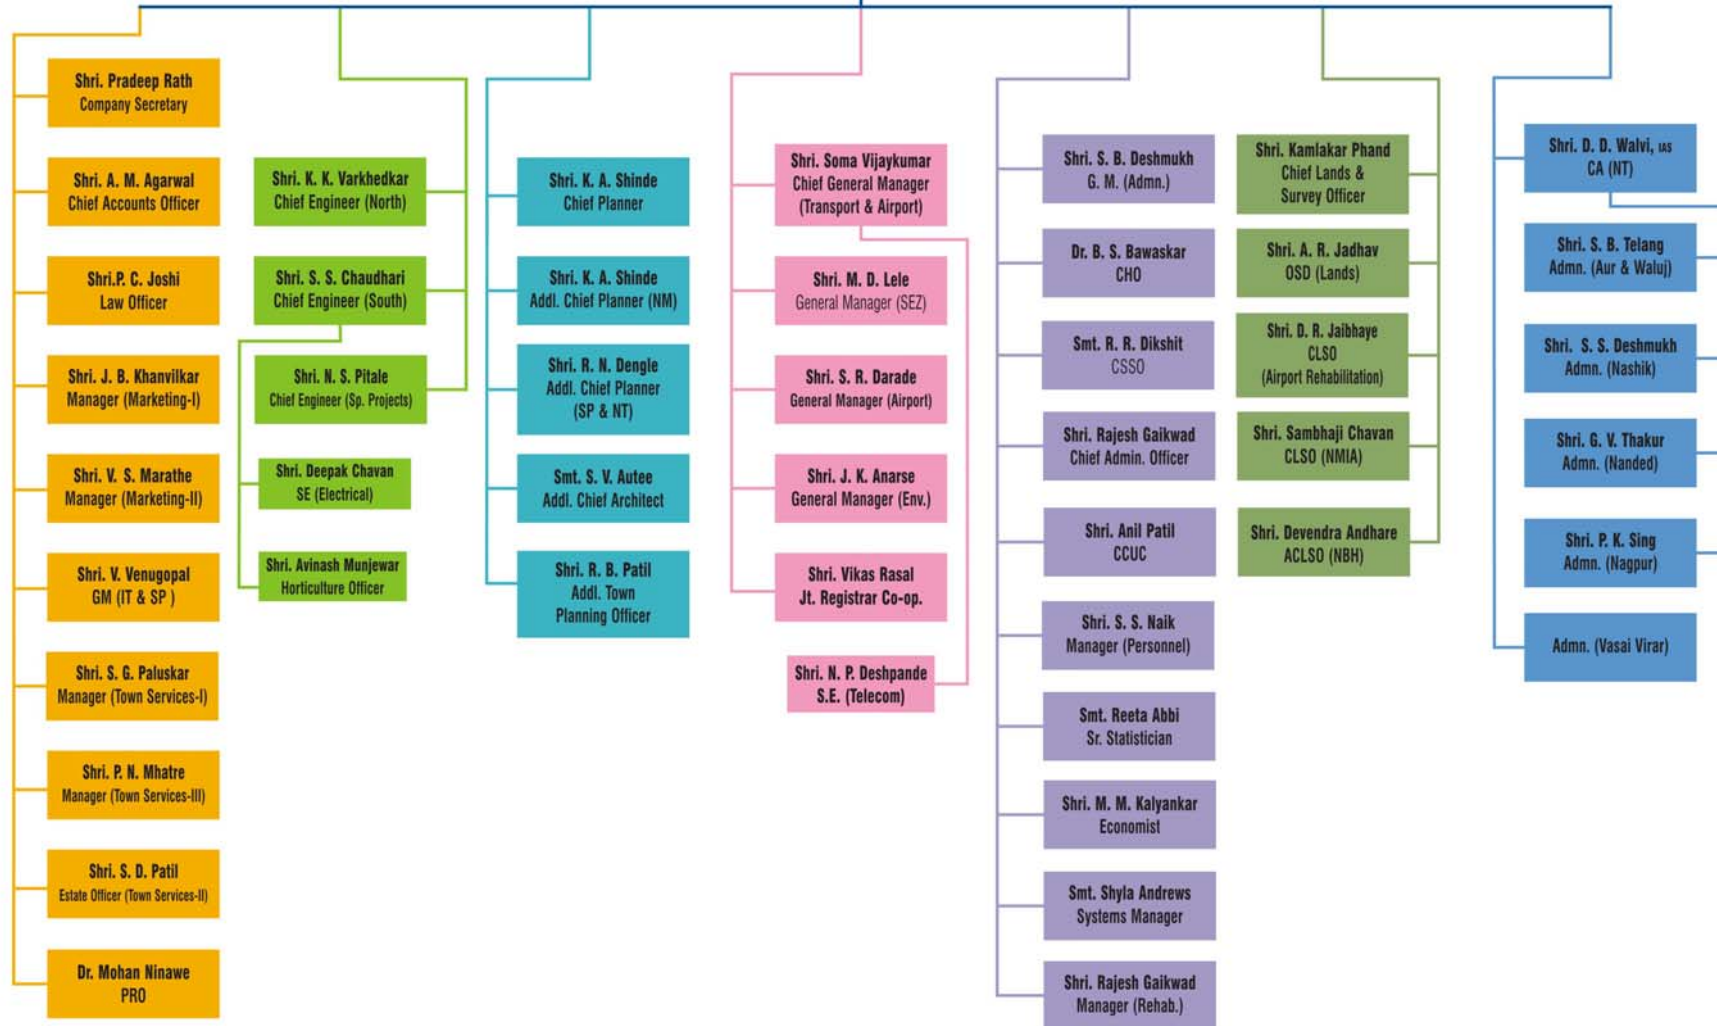 Shri. Pradeep Rath
Company Secretary
Shri. A. M. Agarwal
Chief Accounts Officer
Shri.P. C. Joshi
Law Officer
Shri. J. B. Khanvilkar
Manager (Marketing-I)
Shri. V. S. Marathe
Manager (Marketing-II)
Shri. V. Venugopal
GM (IT & SP )
Shri. S. G. Paluskar
Manager (Town Services-I)
Shri. P. N. Mhatre
Manager (Town Services-III)
Shri. S. D. Patil
Estate Officer (Town Services-II)
Dr. Mohan Ninawe
PRO
Shri. K. K. Varkhedkar
Chief Engineer (North)
Shri. S. S. Chaudhari
Chief Engineer (South)
Shri. N. S. Pitale
Chief Engineer (Sp. Projects)
Shri. Deepak Chavan
SE (Electrical)
Shri. Avinash Munjewar
Horticulture Officer
Shri. K. A. Shinde
Chief Planner
Shri. K. A. Shinde
Addl. Chief Planner (NM)
Shri. R. N. Dengle
Addl. Chief Planner
(SP & NT)
Smt. S. V. Autee
Addl. Chief Architect
Shri. R. B. Patil
Addl. Town
Planning Officer
Shri. Soma Vijaykumar
Chief General Manager
(Transport & Airport)
Shri. M. D. Lele
General Manager (SEZ)
Shri. S. R. Darade
General Manager (Airport)
Shri. J. K. Anarse
General Manager (Env.)
Shri. Vikas Rasal
Jt. Registrar Co-op.
Shri. N. P. Deshpande
S.E. (Telecom)
Shri. S. B. Deshmukh
G. M. (Admn.)
Dr. B. S. Bawaskar
CHO
Smt. R. R. Dikshit
CSSO
Shri. Rajesh Gaikwad
Chief Admin. Officer
Shri. Anil Patil
CCUC
Shri. S. S. Naik
Manager (Personnel)
Smt. Reeta Abbi
Sr. Statistician
Shri. M. M. Kalyankar
Economist
Smt. Shyla Andrews
Systems Manager
Shri. Rajesh Gaikwad
Manager (Rehab.)
Shri. Kamlakar Phand
Chief Lands &
Survey Officer
Shri. A. R. Jadhav
OSD (Lands)
Shri. D. R. Jaibhaye
CLSO
(Airport Rehabilitation)
Shri. Sambhaji Chavan
CLSO (NMIA)
Shri. Devendra Andhare
ACLSO (NBH)
Shri. D. D. Walvi, IAS
CA (NT)
Shri. S. B. Telang
Admn. (Aur & Waluj)
Shri. S. S. Deshmukh
Admn. (Nashik)
Shri. G. V. Thakur
Admn. (Nanded)
Shri. P. K. Sing
Admn. (Nagpur)
Admn. (Vasai Virar)